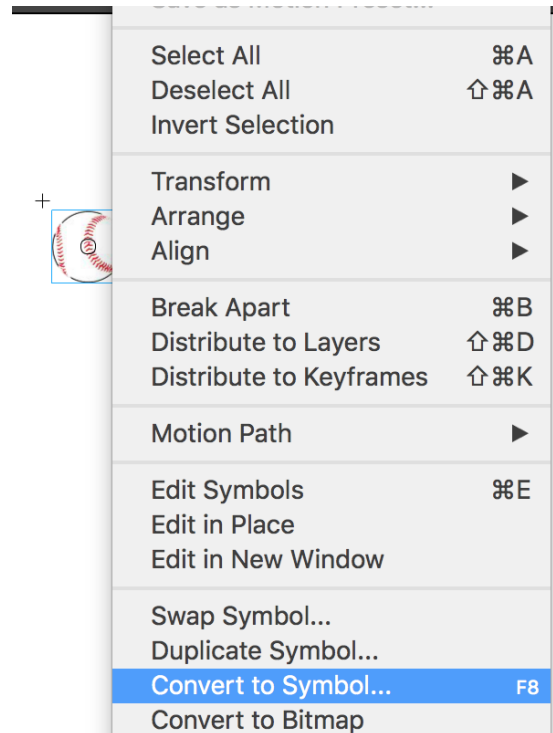 Select All ⌘A
Deselect All ⇧⌘A
Invert Selection
Transform ▶
Arrange ▶
Align ▶
Break Apart ⌘B
Distribute to Layers ⇧⌘D
Distribute to Keyframes ⇧⌘K
Motion Path ▶
Edit Symbols ⌘E
Edit in Place
Edit in New Window
Swap Symbol...
Duplicate Symbol...
Convert to Symbol... F8
Convert to Bitmap